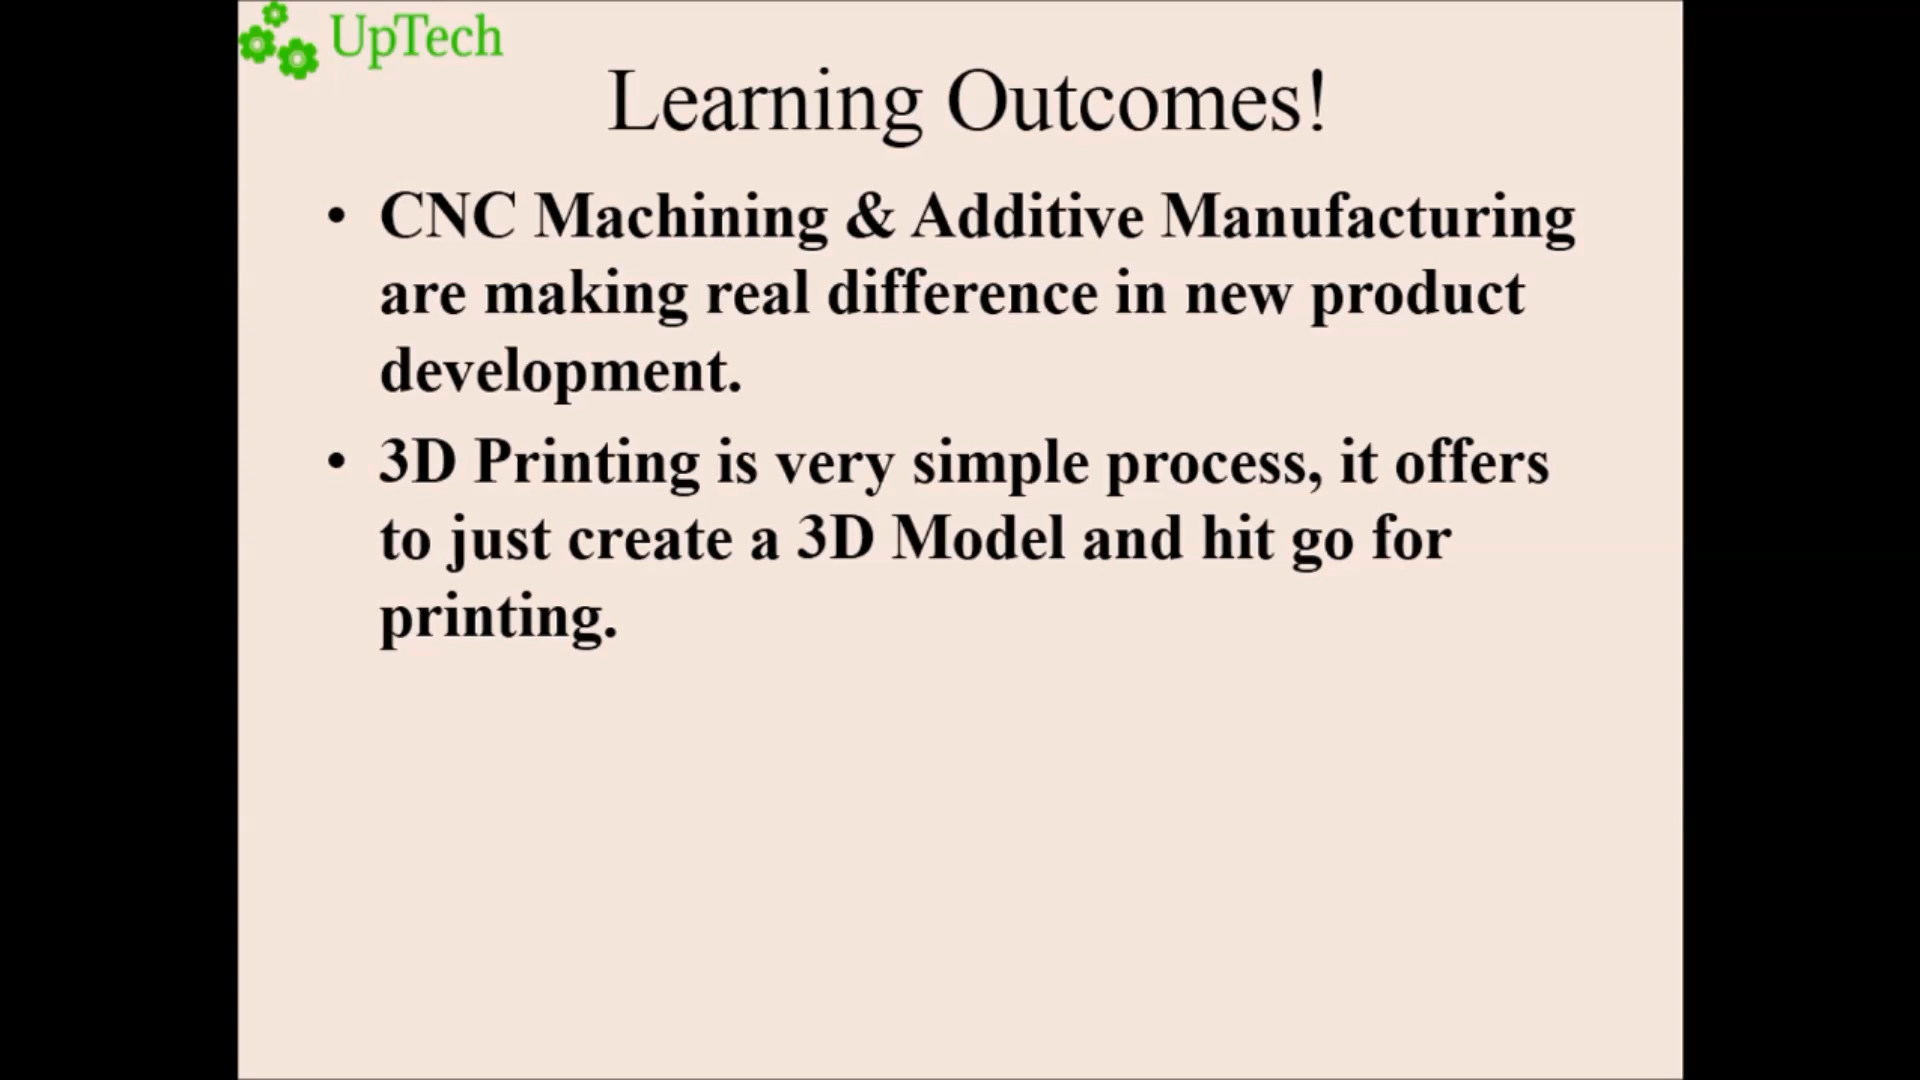 UpTech
Learning Outcomes!
• CNC Machining & Additive Manufacturing
are making real difference in new product
development.
• 3D Printing is very simple process, it offers
to just create a 3D Model and hit go for
printing.